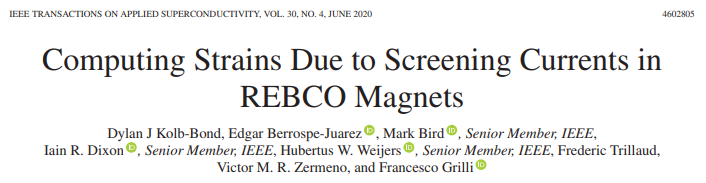 IEEE TRANSACTIONS ON APPLIED SUPERCONDUCTIVITY, VOL. 30, NO. 4, JUNE 2020 4602805
Computing Strains Due to Screening Currents in
REBCO Magnets
Dylan J Kolb-Bond, Edgar Berrospe-Juarez, Mark Bird, Senior Member, IEEE,
Iain R. Dixon, Senior Member, IEEE, Hubertus W. Weijers, Senior Member, IEEE, Frederic Trillaud,
Victor M. R. Zermeno, and Francesco Grilli